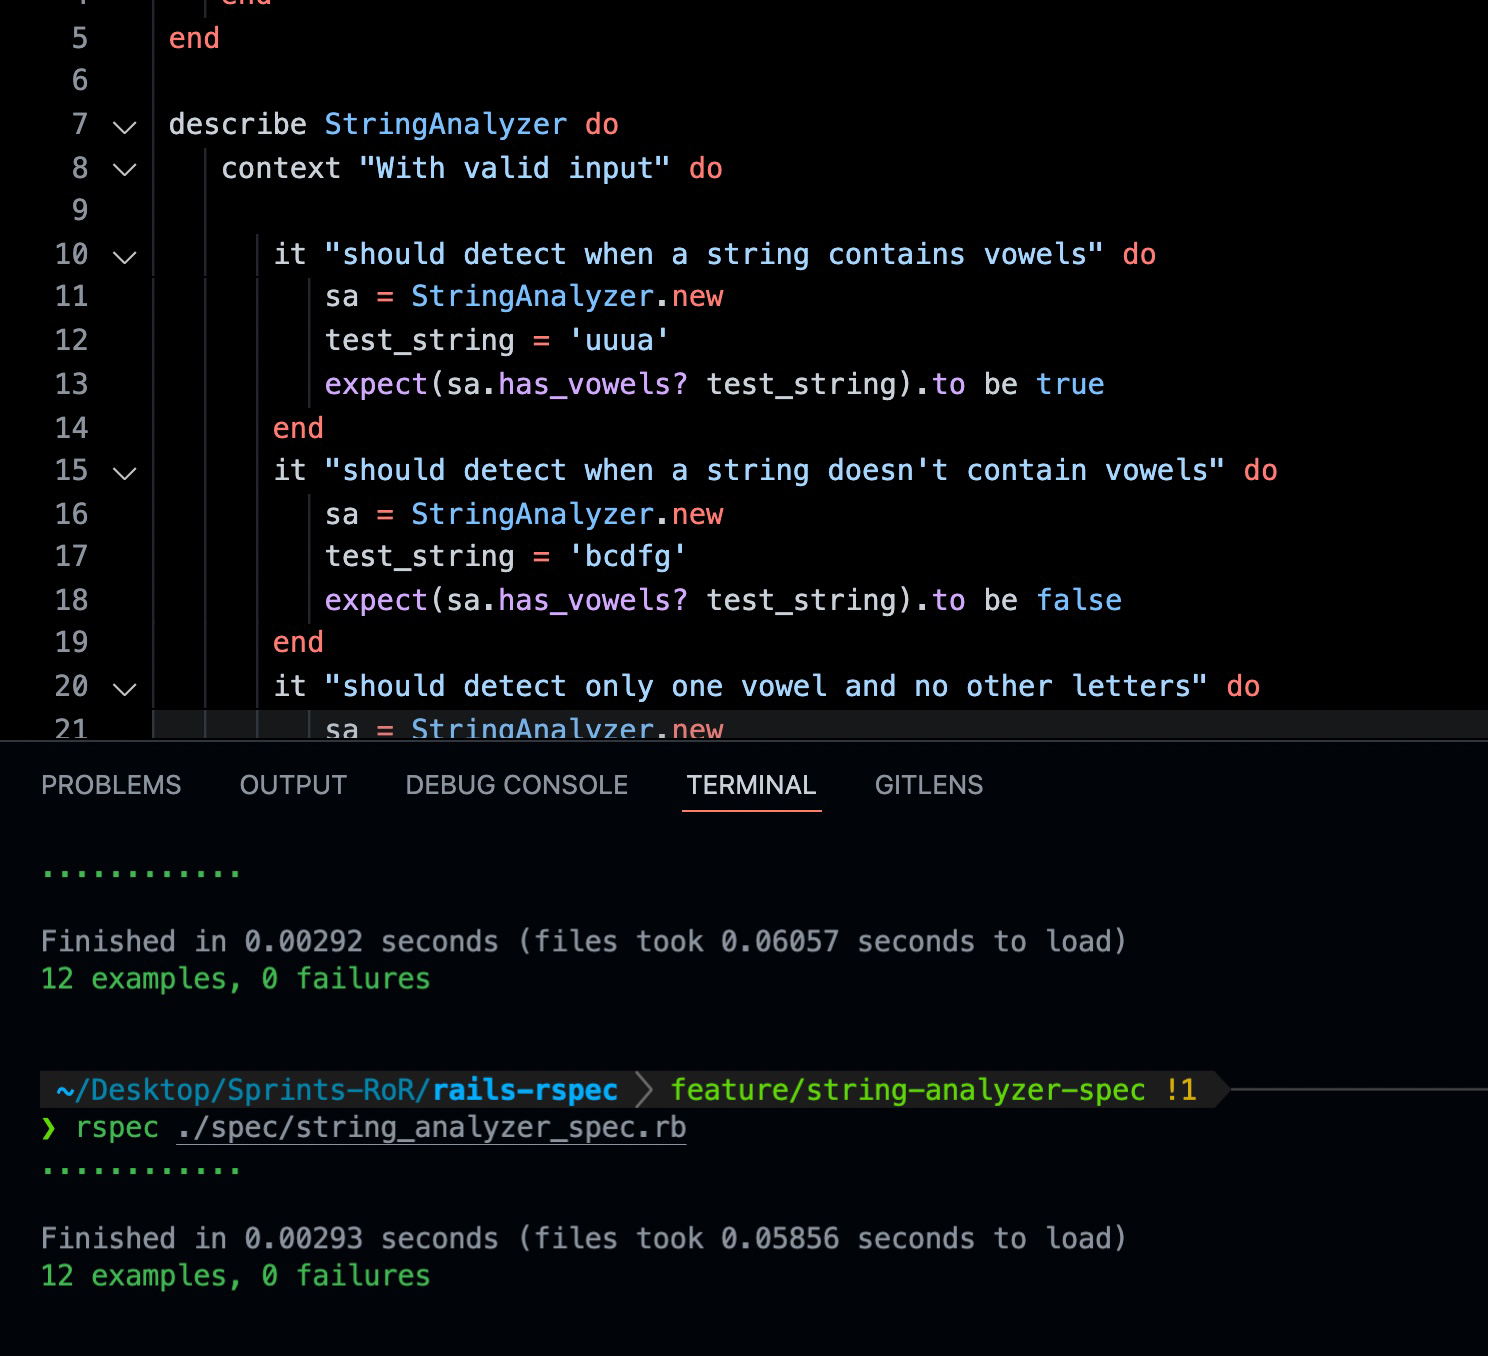 4 end
5 end
6
7 describe StringAnalyzer do
8 context "With valid input" do
9
10 it "should detect when a string contains vowels" do
11 sa = StringAnalyzer.new
12 test_string = 'uuua'
13 expect(sa.has_vowels? test_string).to be true
14 end
15 it "should detect when a string doesn't contain vowels" do
16 sa = StringAnalyzer.new
17 test_string = 'bcdfg'
18 expect(sa.has_vowels? test_string).to be false
19 end
20 it "should detect only one vowel and no other letters" do
21 sa = StringAnalyzer.new
PROBLEMS OUTPUT DEBUG CONSOLE TERMINAL GITLENS
............
Finished in 0.00292 seconds (files took 0.06057 seconds to load)
12 examples, 0 failures
~/Desktop/Sprints-RoR/rails-rspec feature/string-analyzer-spec !1
❯ rspec ./spec/string_analyzer_spec.rb
............
Finished in 0.00293 seconds (files took 0.05856 seconds to load)
12 examples, 0 failures